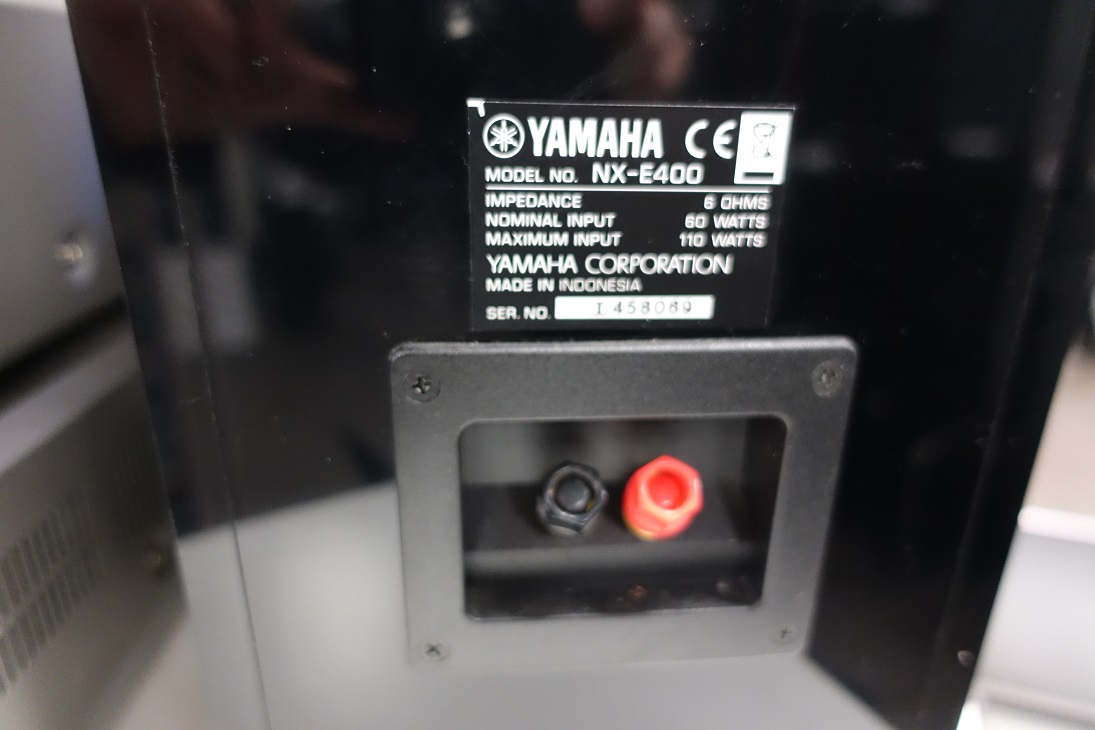 YAMAHA CE
MODEL NO. NX-E400
IMPEDANCE 6 OHMS
NOMINAL INPUT 60 WATTS
MAXIMUM INPUT 110 WATTS
YAMAHA CORPORATION
MADE IN INDONESIA
SER. NO. I 458069